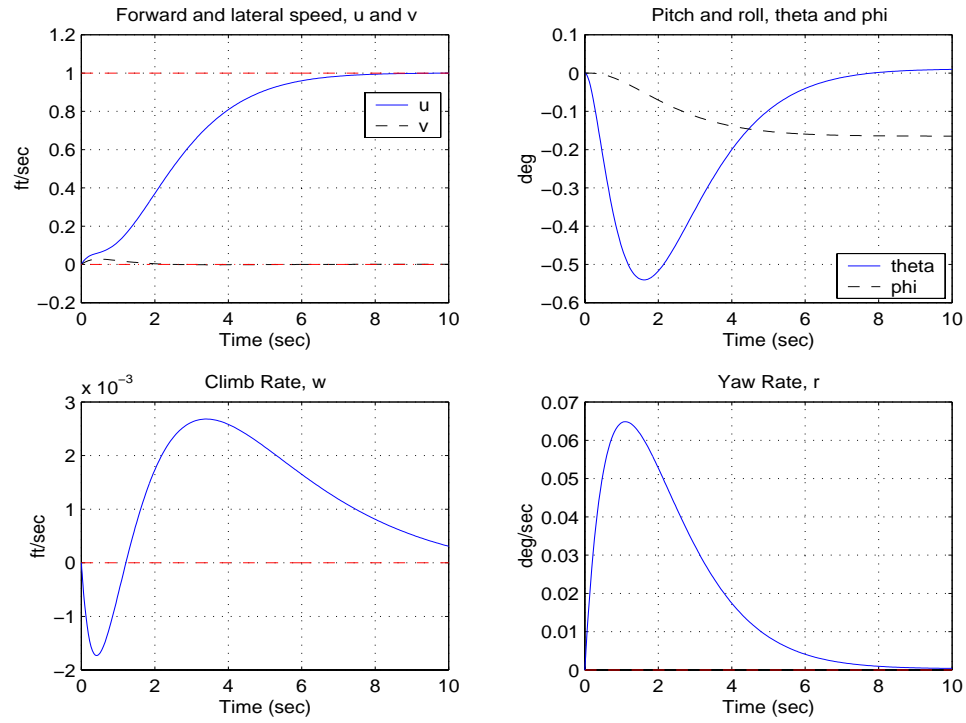 Forward and lateral speed, u and v
1.2
1
0.8
0.6
0.4
0.2
0
−0.2
ft/sec
u
v
0 2 4 6 8 10
Time (sec)
Pitch and roll, theta and phi
0.1
0
−0.1
−0.2
−0.3
−0.4
−0.5
−0.6
deg
theta
phi
0 2 4 6 8 10
Time (sec)
x 10−3
Climb Rate, w
3
2
1
0
−1
−2
ft/sec
0 2 4 6 8 10
Time (sec)
Yaw Rate, r
0.07
0.06
0.05
0.04
0.03
0.02
0.01
0
deg/sec
0 2 4 6 8 10
Time (sec)